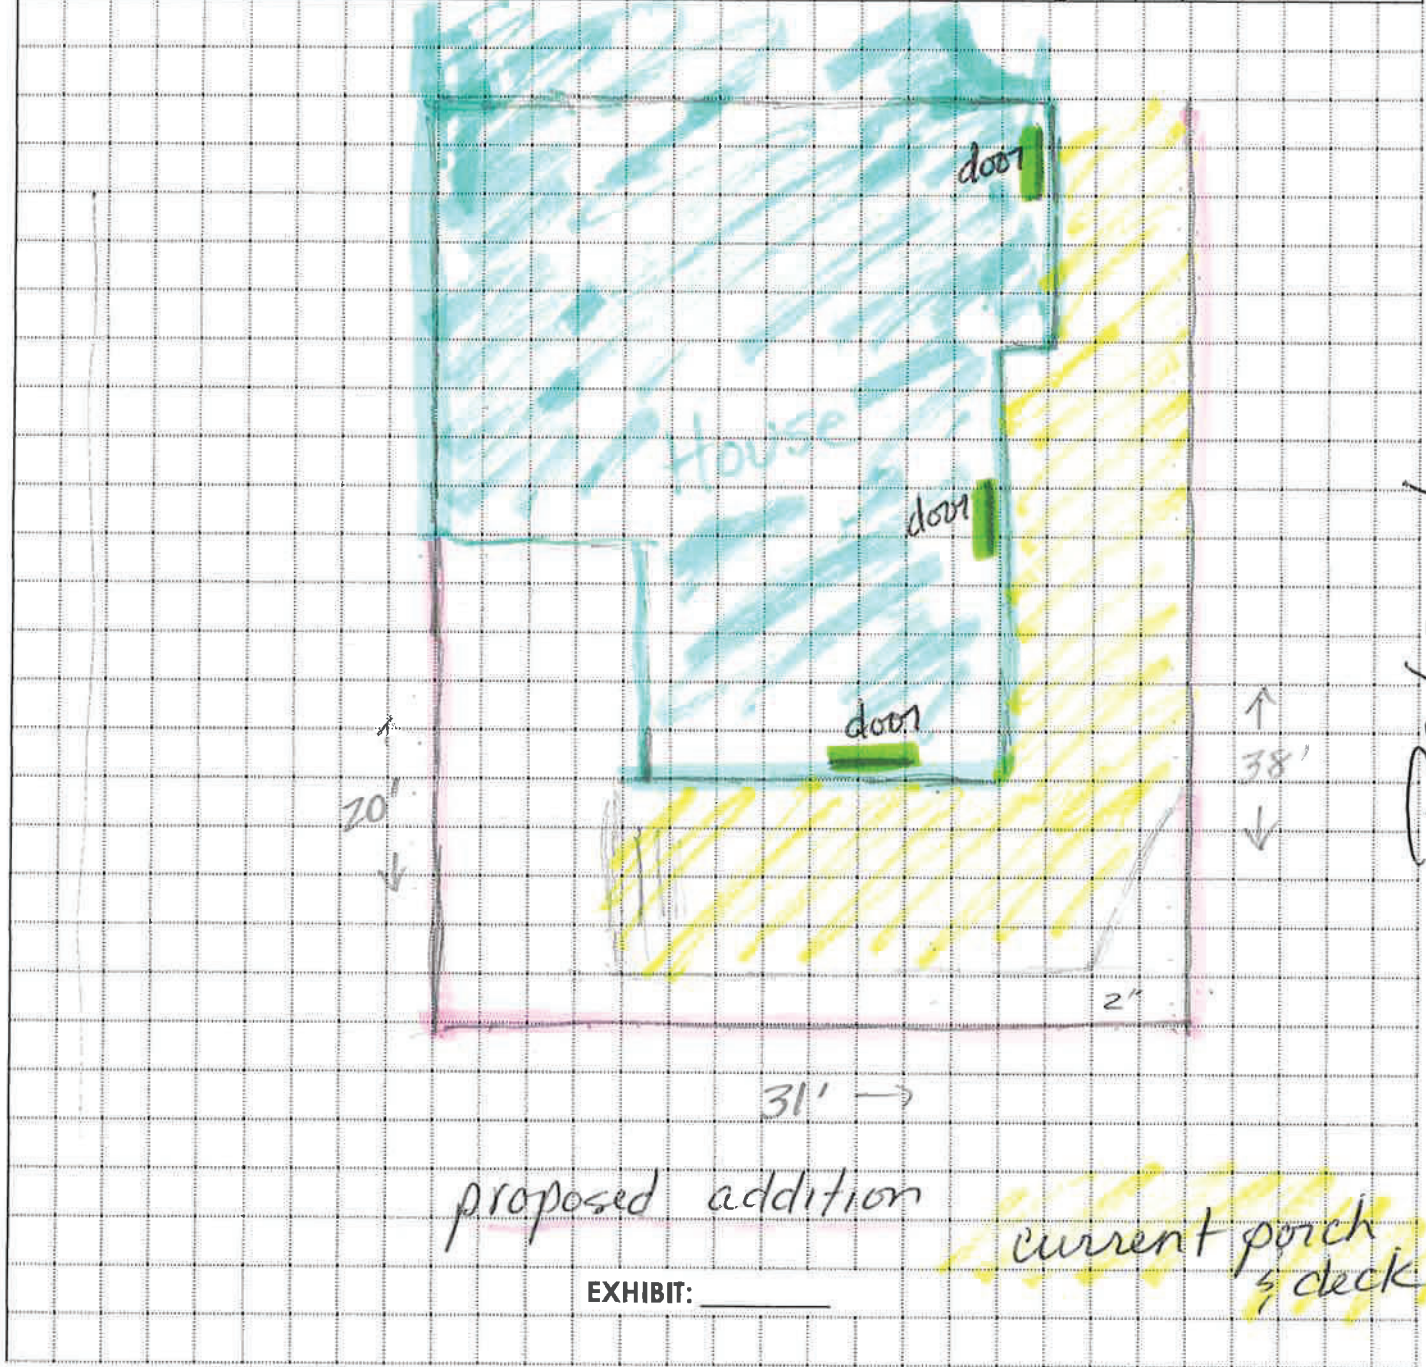 door
House
door
door
38'
20'
2"
31'
proposed addition
current porch
& deck
EXHIBIT: